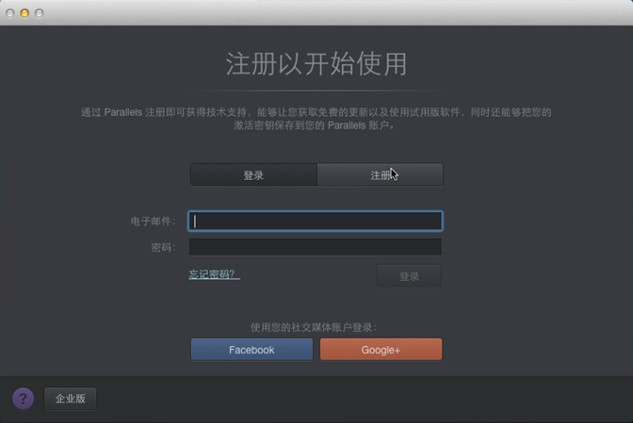 注册以开始使用
通过 Parallels 注册即可获得技术支持，能够让您获取免费的更新以及使用试用版软件，同时还能够把您的
激活密钥保存到您的 Parallels 账户。
登录 注册
电子邮件：
密码：
忘记密码？ 登录
使用您的社交媒体账户登录：
Facebook Google+
? 企业版